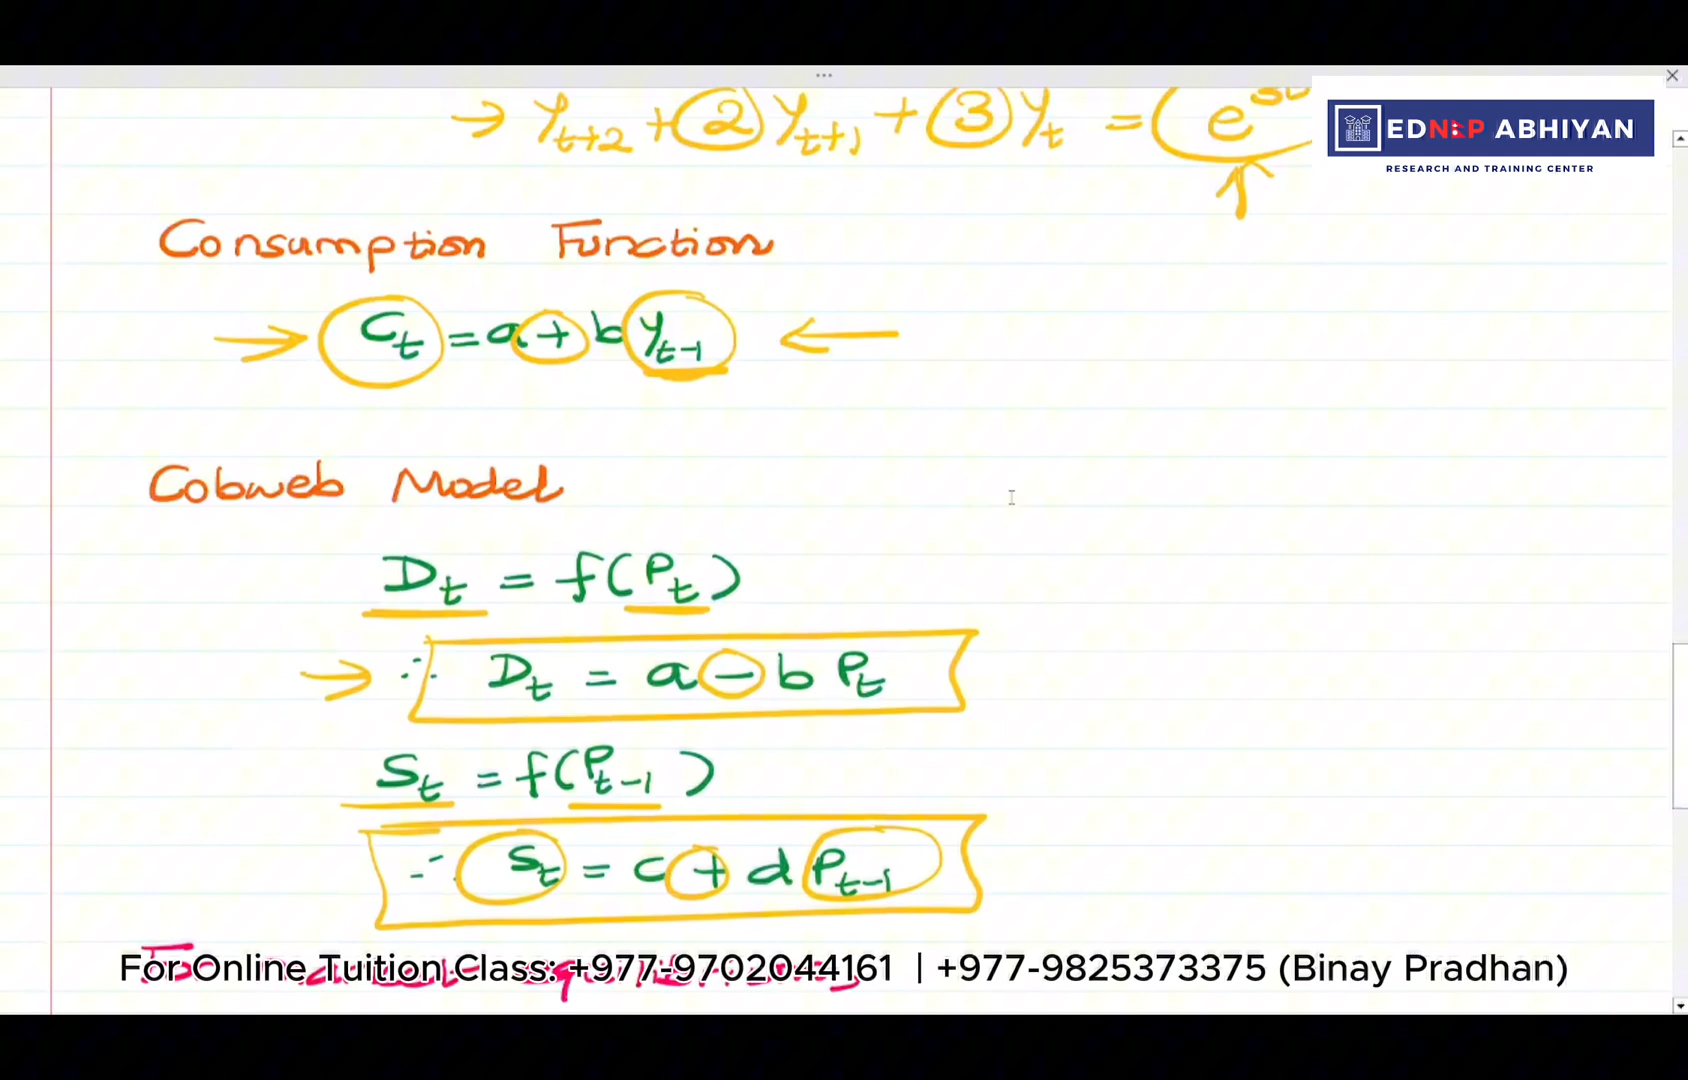 → y_{t+2} + 2 y_{t+1} + 3 y_t = e
EDNEP ABHIYAN
RESEARCH AND TRAINING CENTER
Consumption Function
→ C_t = a + b y_{t-1} ←
Cobweb Model
D_t = f(P_t)
→ ∴ D_t = a - b P_t
S_t = f(P_{t-1})
∴ S_t = c + d P_{t-1}
For Online Tuition Class: +977-9702044161 | +977-9825373375 (Binay Pradhan)